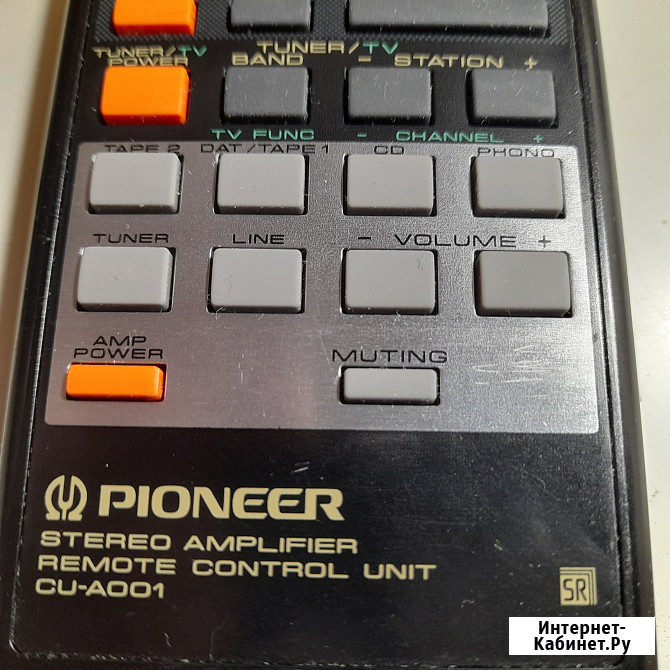 TUNER/TV TUNER/TV
POWER BAND - STATION +
TV FUNC - CHANNEL +
TAPE 2 DAT/TAPE 1 CD PHONO
TUNER LINE - VOLUME +
AMP
POWER MUTING
PIONEER
STEREO AMPLIFIER
REMOTE CONTROL UNIT
CU-A001
SR
Интернет-
Кабинет.Ру